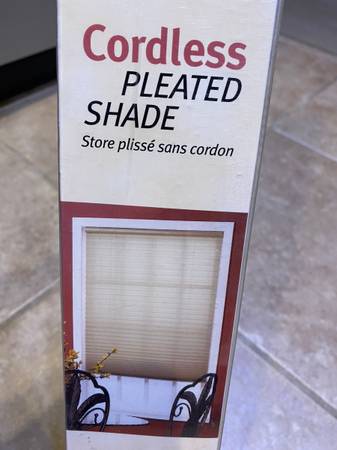 Cordless
PLEATED
SHADE
Store plissé sans cordon